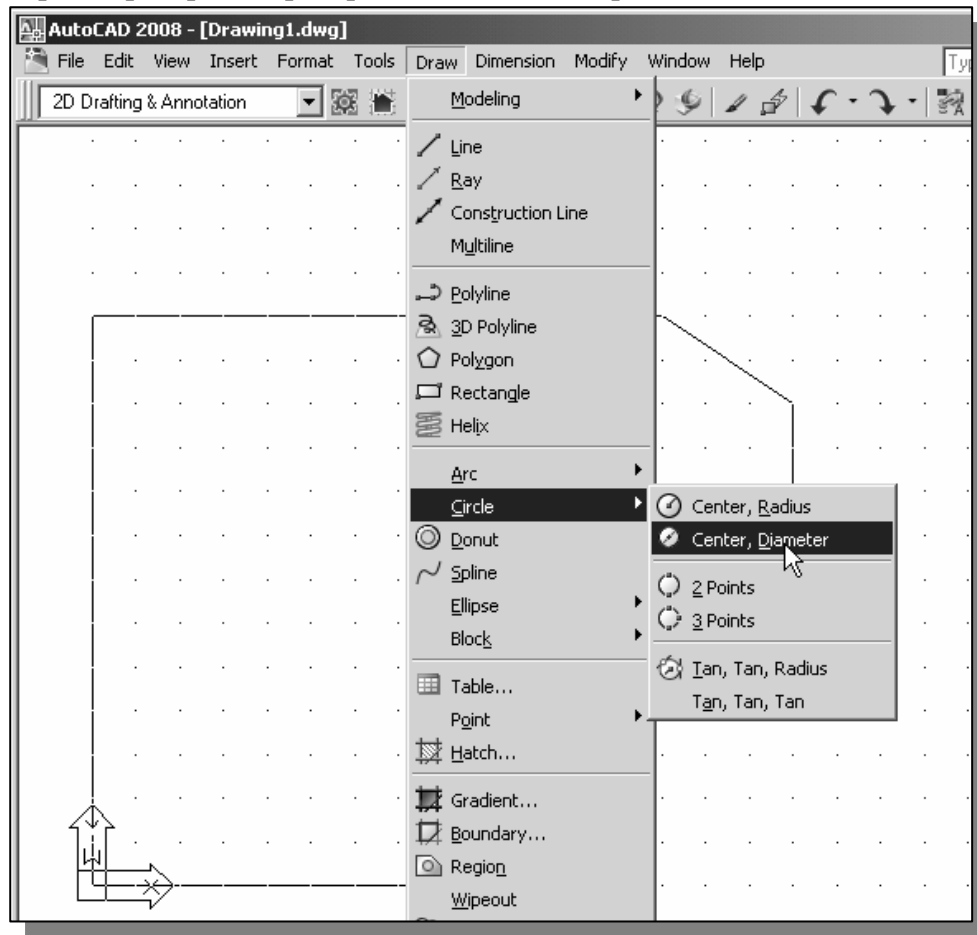 AutoCAD 2008 - [Drawing1.dwg]
File Edit View Insert Format Tools Draw Dimension Modify Window Help
Ty
2D Drafting & Annotation
Modeling
Line
Ray
Construction Line
Multiline
Polyline
3D Polyline
Polygon
Rectangle
Helix
Arc
Circle
Donut
Spline
Ellipse
Block
Table...
Point
Hatch...
Gradient...
Boundary...
Region
Wipeout
Center, Radius
Center, Diameter
2 Points
3 Points
Tan, Tan, Radius
Tan, Tan, Tan
Y
W
X